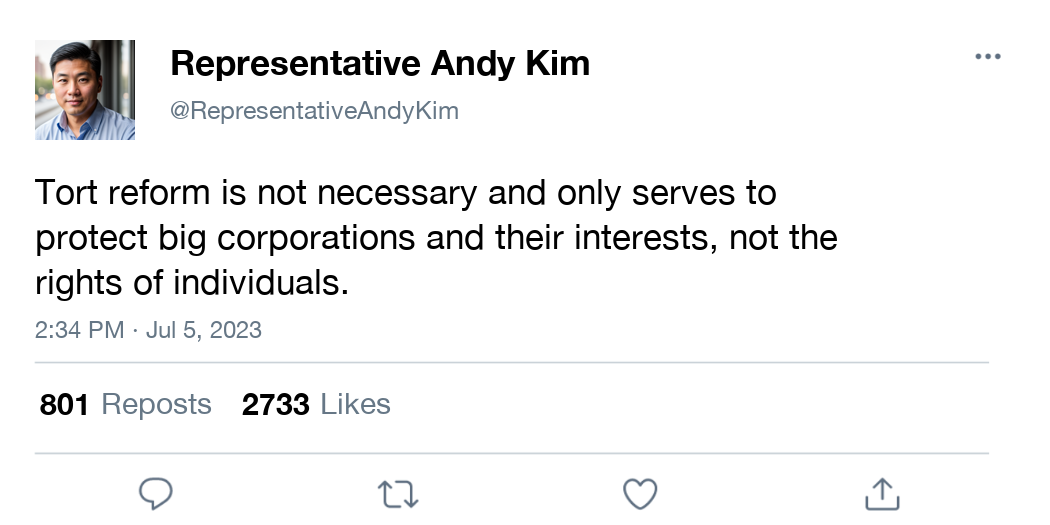 Representative Andy Kim
@RepresentativeAndyKim
Tort reform is not necessary and only serves to
protect big corporations and their interests, not the
rights of individuals.
2:34 PM · Jul 5, 2023
801 Reposts 2733 Likes